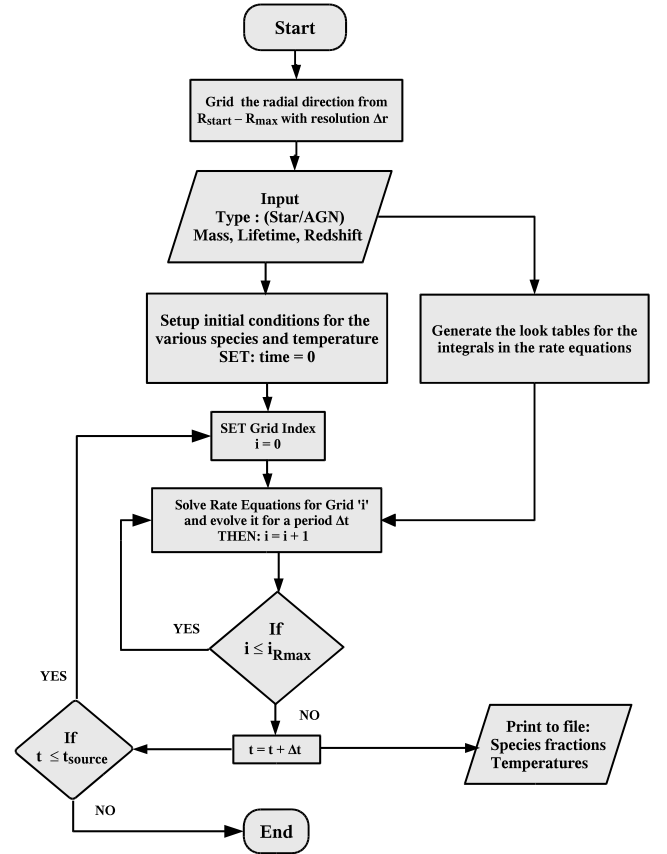 Start
Grid the radial direction from
Rstart – Rmax with resolution Δr
Input
Type : (Star/AGN)
Mass, Lifetime, Redshift
Setup initial conditions for the
various species and temperature
SET: time = 0
Generate the look tables for the
integrals in the rate equations
SET Grid Index
i = 0
Solve Rate Equations for Grid 'i'
and evolve it for a period Δt
THEN: i = i + 1
YES
If
i ≤ iRmax
NO
YES
t = t + Δt
If
t ≤ tsource
Print to file:
Species fractions
Temperatures
NO
End